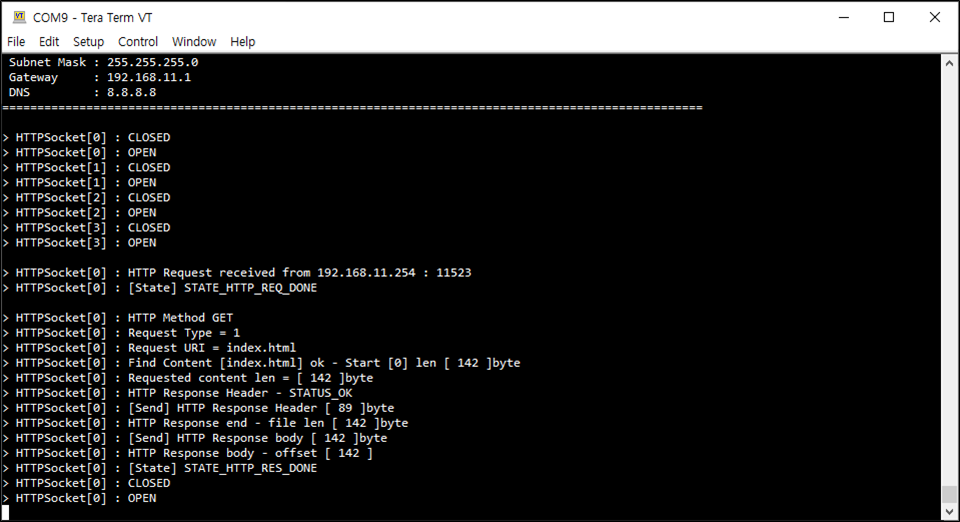 COM9 - Tera Term VT
File Edit Setup Control Window Help
Subnet Mask : 255.255.255.0
Gateway     : 192.168.11.1
DNS         : 8.8.8.8
====================================================================================================
> HTTPSocket[0] : CLOSED
> HTTPSocket[0] : OPEN
> HTTPSocket[1] : CLOSED
> HTTPSocket[1] : OPEN
> HTTPSocket[2] : CLOSED
> HTTPSocket[2] : OPEN
> HTTPSocket[3] : CLOSED
> HTTPSocket[3] : OPEN
> HTTPSocket[0] : HTTP Request received from 192.168.11.254 : 11523
> HTTPSocket[0] : [State] STATE_HTTP_REQ_DONE
> HTTPSocket[0] : HTTP Method GET
> HTTPSocket[0] : Request Type = 1
> HTTPSocket[0] : Request URI = index.html
> HTTPSocket[0] : Find Content [index.html] ok - Start [0] len [ 142 ]byte
> HTTPSocket[0] : Requested content len = [ 142 ]byte
> HTTPSocket[0] : HTTP Response Header - STATUS_OK
> HTTPSocket[0] : [Send] HTTP Response Header [ 89 ]byte
> HTTPSocket[0] : HTTP Response end - file len [ 142 ]byte
> HTTPSocket[0] : [Send] HTTP Response body [ 142 ]byte
> HTTPSocket[0] : HTTP Response body - offset [ 142 ]
> HTTPSocket[0] : [State] STATE_HTTP_RES_DONE
> HTTPSocket[0] : CLOSED
> HTTPSocket[0] : OPEN